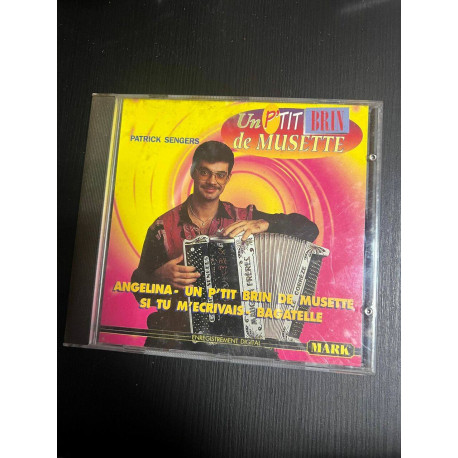 Un P'TIT BRIN
de MUSETTE
PATRICK SENGERS
FRÈRES
ANGELINA - UN P'TIT BRIN DE MUSETTE
SI TU M'ECRIVAIS - BAGATELLE
ENREGISTREMENT DIGITAL
MARK